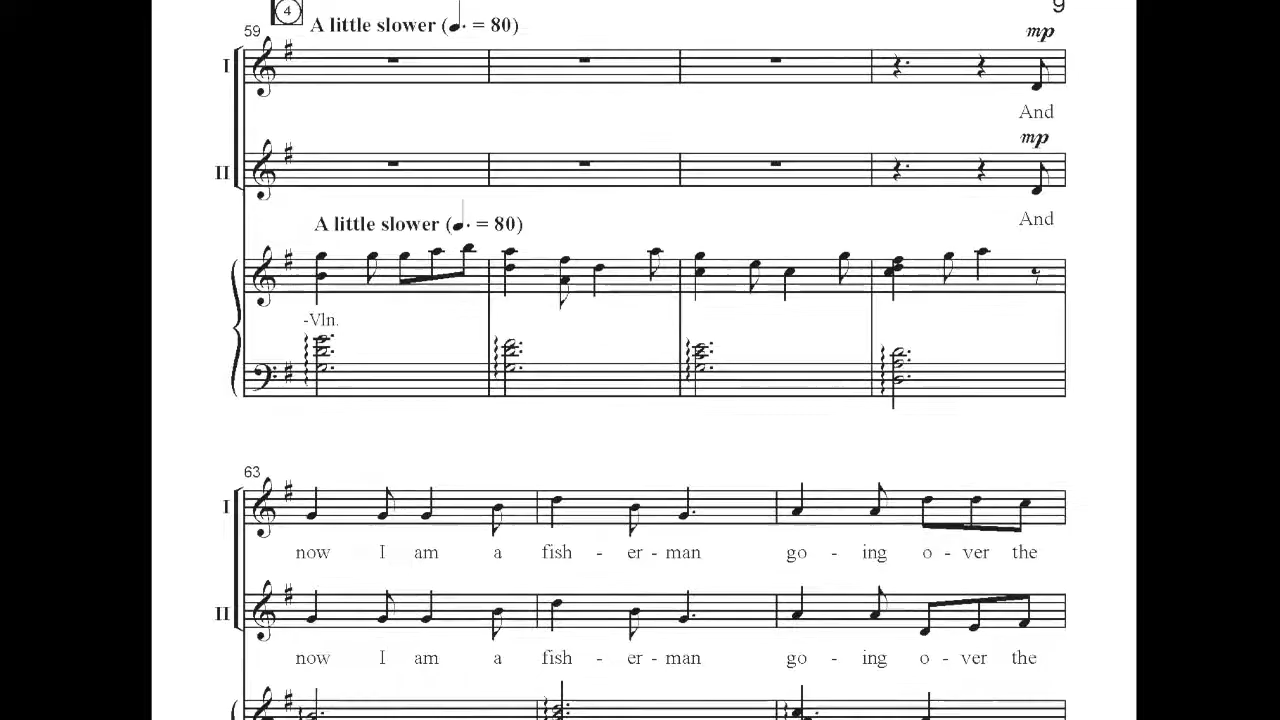 9
4
59 A little slower (♩. = 80)
mp
I
And
mp
II
And
A little slower (♩. = 80)
-Vln.
63
I
now I am a fish - er - man go - ing o - ver the
II
now I am a fish - er - man go - ing o - ver the